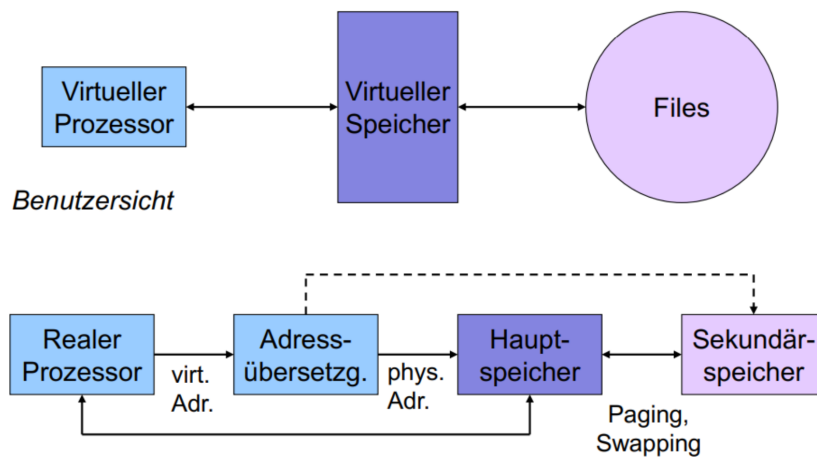 Virtueller
Prozessor
Virtueller
Speicher
Files
Benutzersicht
Realer
Prozessor
virt.
Adr.
Adress-
übersetzg.
phys.
Adr.
Haupt-
speicher
Paging,
Swapping
Sekundär-
speicher